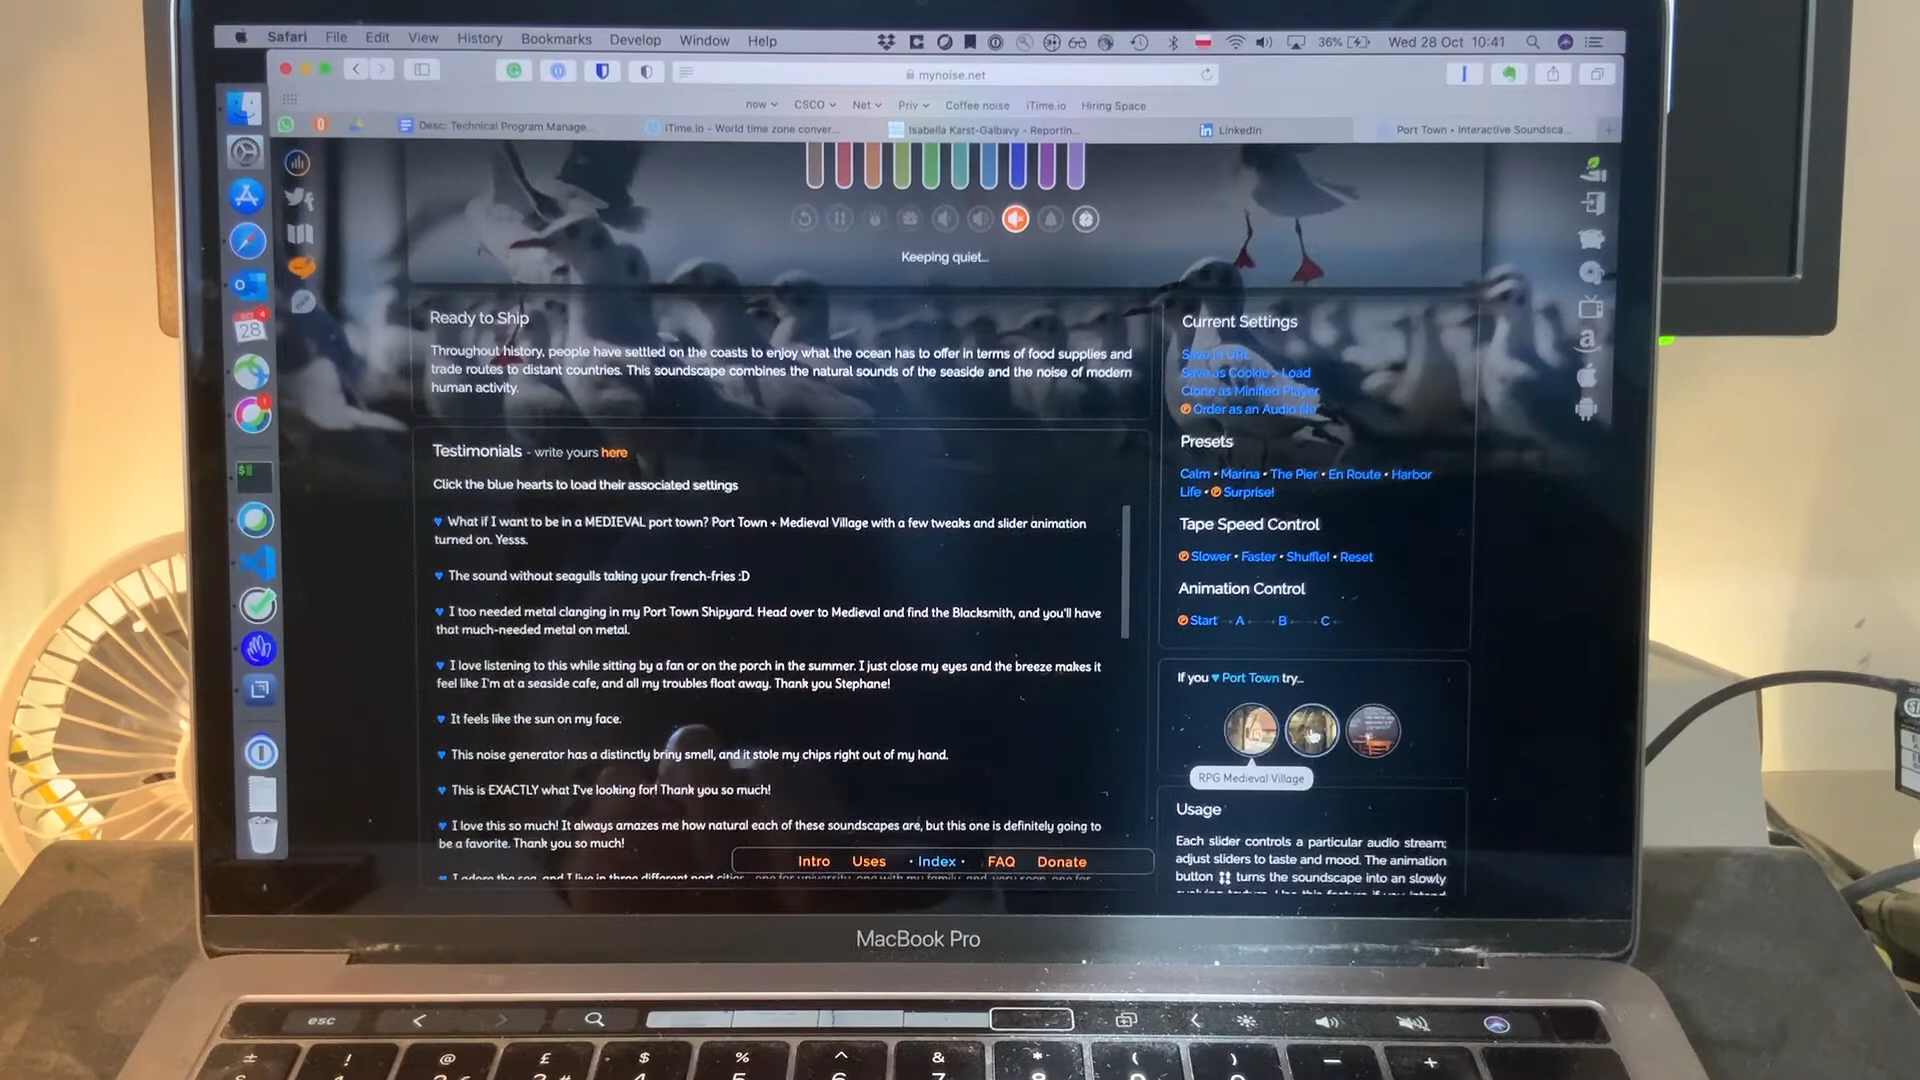 Safari File Edit View History Bookmarks Develop Window Help 36% Wed 28 Oct 10:41
mynoise.net
now CSCO Net Priv Coffee noise iTime.io Hiring Space
Desc: Technical Program Manage... iTime.io - World time zone conver... Isabella Karst-Galbavy - Reportin... LinkedIn Port Town • Interactive Soundsca...
Keeping quiet...
Ready to Ship
Throughout history, people have settled on the coasts to enjoy what the ocean has to offer in terms of food supplies and
trade routes to distant countries. This soundscape combines the natural sounds of the seaside and the noise of modern
human activity.
Testimonials - write yours here
Click the blue hearts to load their associated settings
♥ What if I want to be in a MEDIEVAL port town? Port Town + Medieval Village with a few tweaks and slider animation
turned on. Yesss.
♥ The sound without seagulls taking your french-fries :D
♥ I too needed metal clanging in my Port Town Shipyard. Head over to Medieval and find the Blacksmith, and you'll have
that much-needed metal on metal.
♥ I love listening to this while sitting by a fan or on the porch in the summer. I just close my eyes and the breeze makes it
feel like I'm at a seaside cafe, and all my troubles float away. Thank you Stephane!
♥ It feels like the sun on my face.
♥ This noise generator has a distinctly briny smell, and it stole my chips right out of my hand.
♥ This is EXACTLY what I've looking for! Thank you so much!
♥ I love this so much! It always amazes me how natural each of these soundscapes are, but this one is definitely going to
be a favorite. Thank you so much!
♥ I adore the sea, and I live in three different port cities
Intro Uses • Index • FAQ Donate
Current Settings
Save in URL
Save as Cookie > Load
Clone as Minified Player
Order as an Audio file
Presets
Calm • Marina • The Pier • En Route • Harbor
Life • Surprise!
Tape Speed Control
Slower • Faster • Shuffle! • Reset
Animation Control
Start A B C
If you ♥ Port Town try...
RPG Medieval Village
Usage
Each slider controls a particular audio stream;
adjust sliders to taste and mood. The animation
button turns the soundscape into an slowly
28
MacBook Pro
esc
± ! @ £ $ % ^ & * ( ) – +